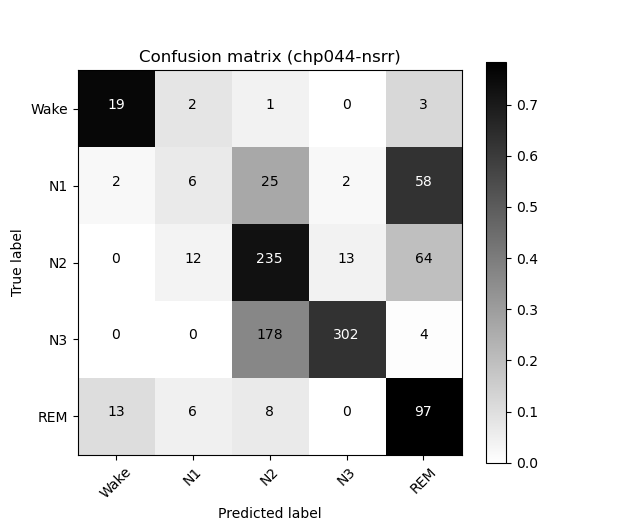 Confusion matrix (chp044-nsrr)
Wake 19 2 1 0 3
N1 2 6 25 2 58
N2 0 12 235 13 64
N3 0 0 178 302 4
REM 13 6 8 0 97
Wake N1 N2 N3 REM
Predicted label
True label
0.7
0.6
0.5
0.4
0.3
0.2
0.1
0.0